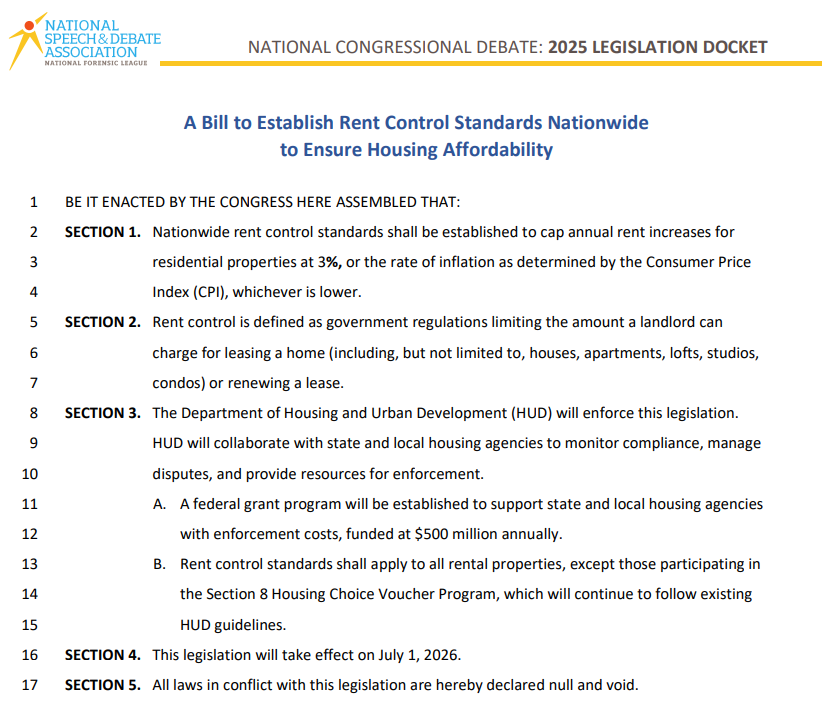 NATIONAL
SPEECH & DEBATE
ASSOCIATION
NATIONAL FORENSIC LEAGUE
NATIONAL CONGRESSIONAL DEBATE: 2025 LEGISLATION DOCKET
A Bill to Establish Rent Control Standards Nationwide
to Ensure Housing Affordability
1 BE IT ENACTED BY THE CONGRESS HERE ASSEMBLED THAT:
2 SECTION 1. Nationwide rent control standards shall be established to cap annual rent increases for
3 residential properties at 3%, or the rate of inflation as determined by the Consumer Price
4 Index (CPI), whichever is lower.
5 SECTION 2. Rent control is defined as government regulations limiting the amount a landlord can
6 charge for leasing a home (including, but not limited to, houses, apartments, lofts, studios,
7 condos) or renewing a lease.
8 SECTION 3. The Department of Housing and Urban Development (HUD) will enforce this legislation.
9 HUD will collaborate with state and local housing agencies to monitor compliance, manage
10 disputes, and provide resources for enforcement.
11 A. A federal grant program will be established to support state and local housing agencies
12 with enforcement costs, funded at $500 million annually.
13 B. Rent control standards shall apply to all rental properties, except those participating in
14 the Section 8 Housing Choice Voucher Program, which will continue to follow existing
15 HUD guidelines.
16 SECTION 4. This legislation will take effect on July 1, 2026.
17 SECTION 5. All laws in conflict with this legislation are hereby declared null and void.